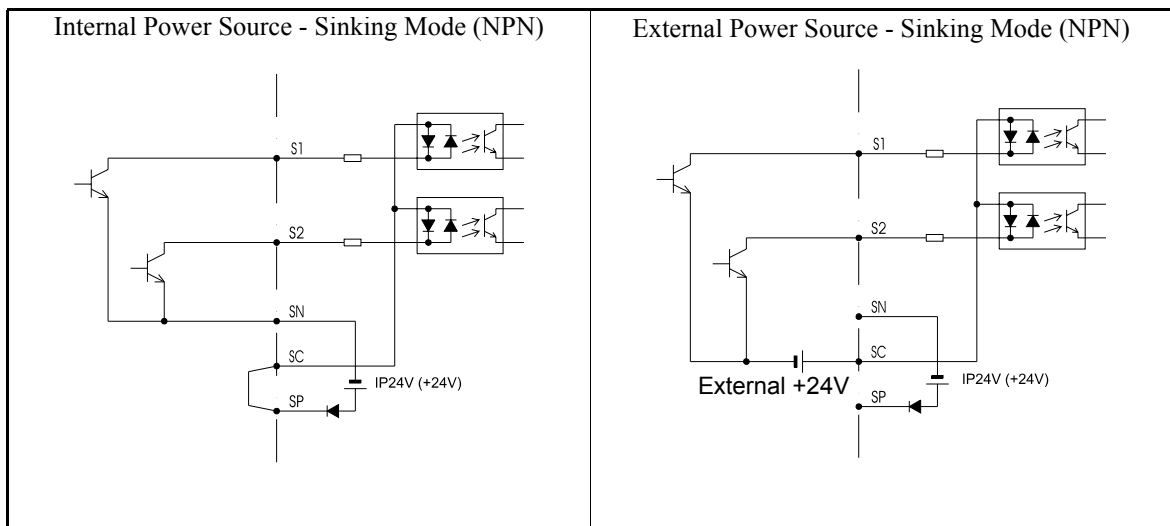 Internal Power Source - Sinking Mode (NPN)
S1
S2
SN
SC
IP24V (+24V)
SP
External Power Source - Sinking Mode (NPN)
S1
S2
SN
SC
External +24V
IP24V (+24V)
SP